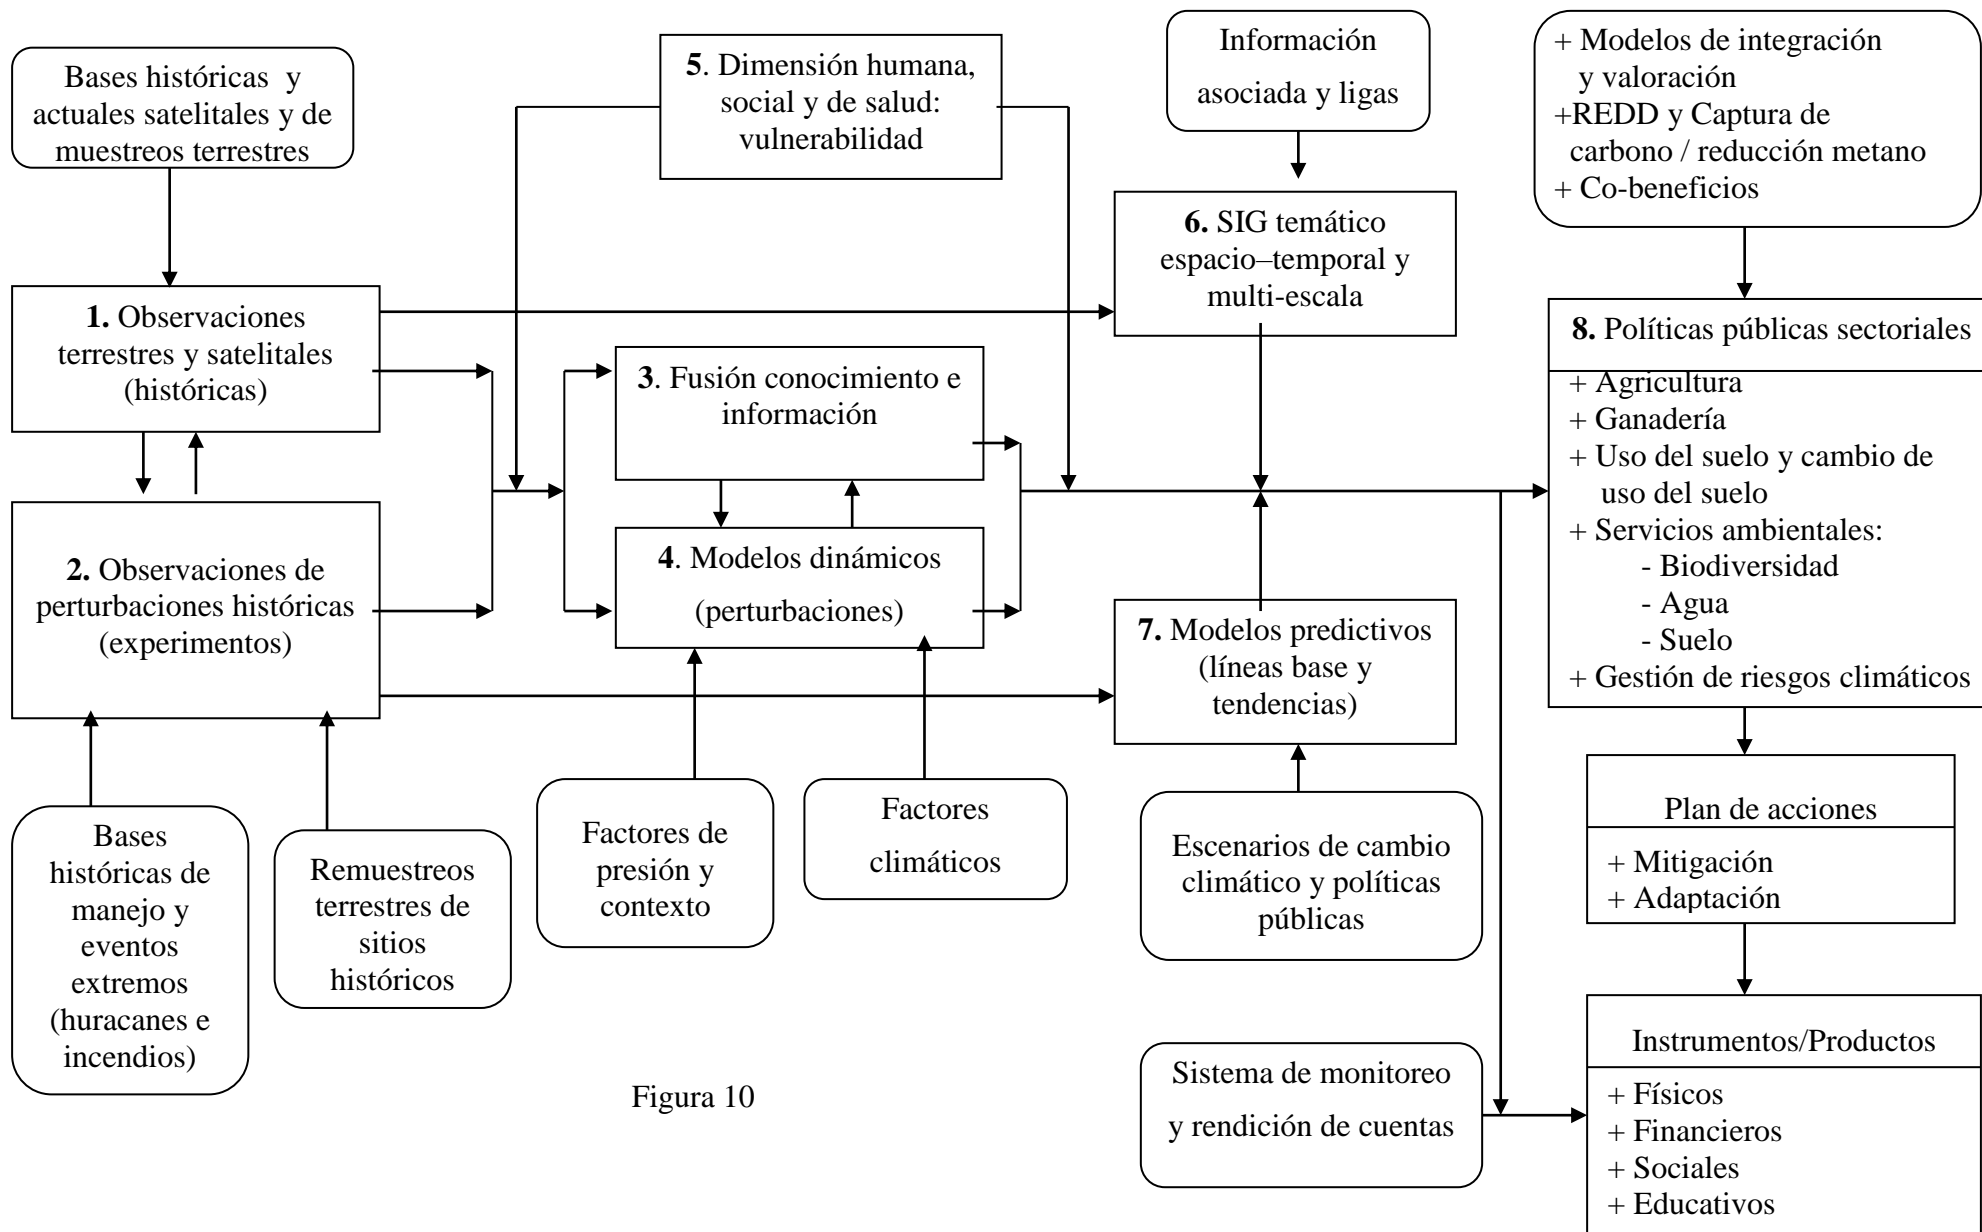 Bases históricas y
actuales satelitales y de
muestreos terrestres
5. Dimensión humana,
social y de salud:
vulnerabilidad
Información
asociada y ligas
+ Modelos de integración
y valoración
+REDD y Captura de
carbono / reducción metano
+ Co-beneficios
1. Observaciones
terrestres y satelitales
(históricas)
6. SIG temático
espacio–temporal y
multi-escala
3. Fusión conocimiento e
información
8. Políticas públicas sectoriales
+ Agricultura
+ Ganadería
+ Uso del suelo y cambio de
uso del suelo
+ Servicios ambientales:
- Biodiversidad
- Agua
- Suelo
+ Gestión de riesgos climáticos
2. Observaciones de
perturbaciones históricas
(experimentos)
4. Modelos dinámicos
(perturbaciones)
7. Modelos predictivos
(líneas base y
tendencias)
Bases
históricas de
manejo y
eventos
extremos
(huracanes e
incendios)
Remuestreos
terrestres de
sitios
históricos
Factores de
presión y
contexto
Factores
climáticos
Escenarios de cambio
climático y políticas
públicas
Plan de acciones
+ Mitigación
+ Adaptación
Sistema de monitoreo
y rendición de cuentas
Instrumentos/Productos
+ Físicos
+ Financieros
+ Sociales
+ Educativos
Figura 10